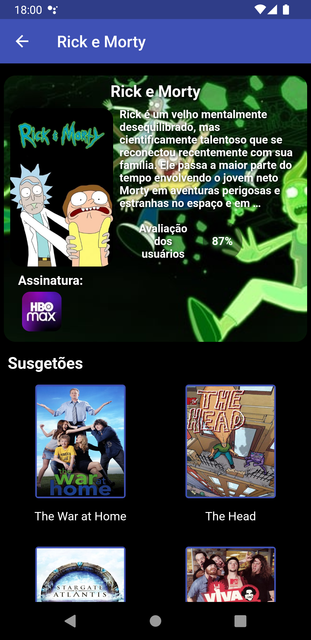 18:00
Rick e Morty
Rick e Morty
Rick é um velho mentalmente
desequilibrado, mas
cientificamente talentoso que se
reconectou recentemente com sua
família. Ele passa a maior parte do
tempo envolvendo o jovem neto
Morty em aventuras perigosas e
estranhas no espaço e em ...
Rick and Morty
Avaliação
dos
usuários
87%
Assinatura:
HBO
max
Susgetões
war at
home
THE
HEAD
The War at Home
The Head
STARGATE
ATLANTIS
VIVA